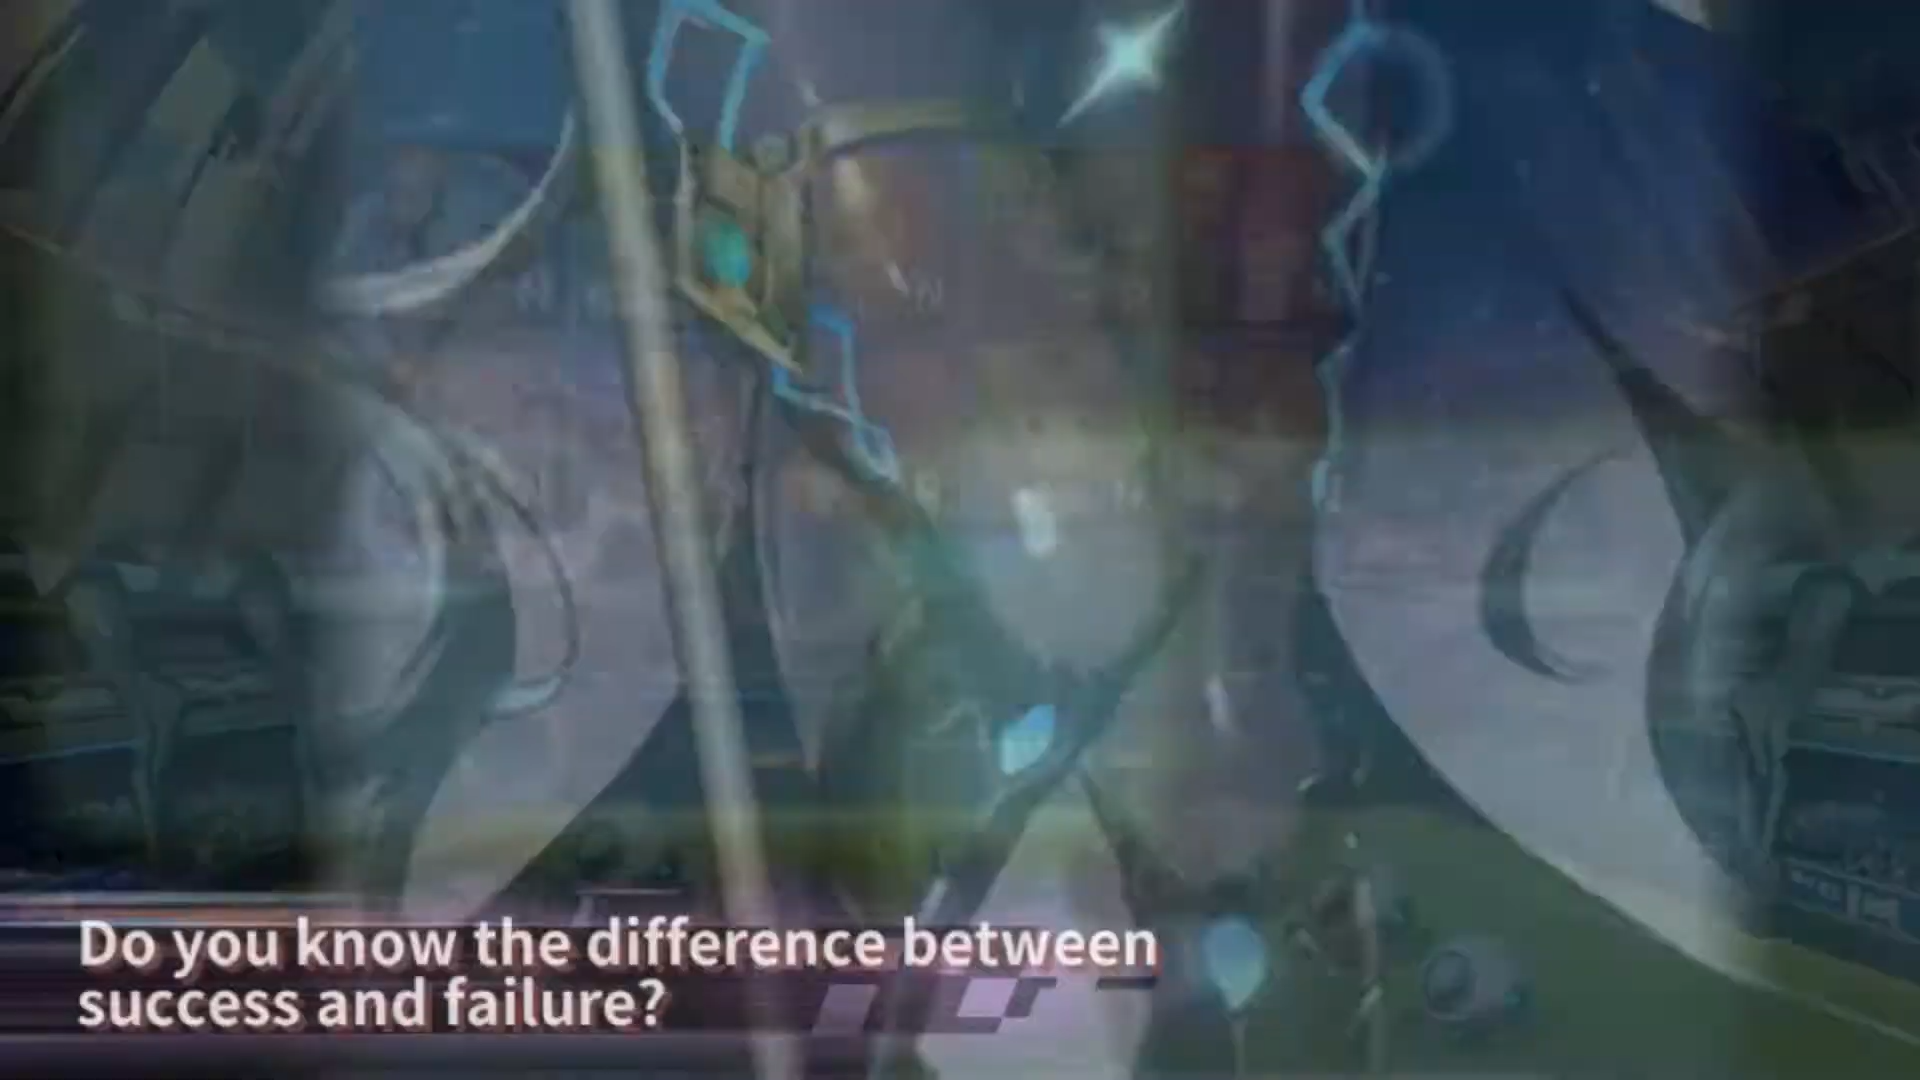 Do you know the difference between
success and failure?